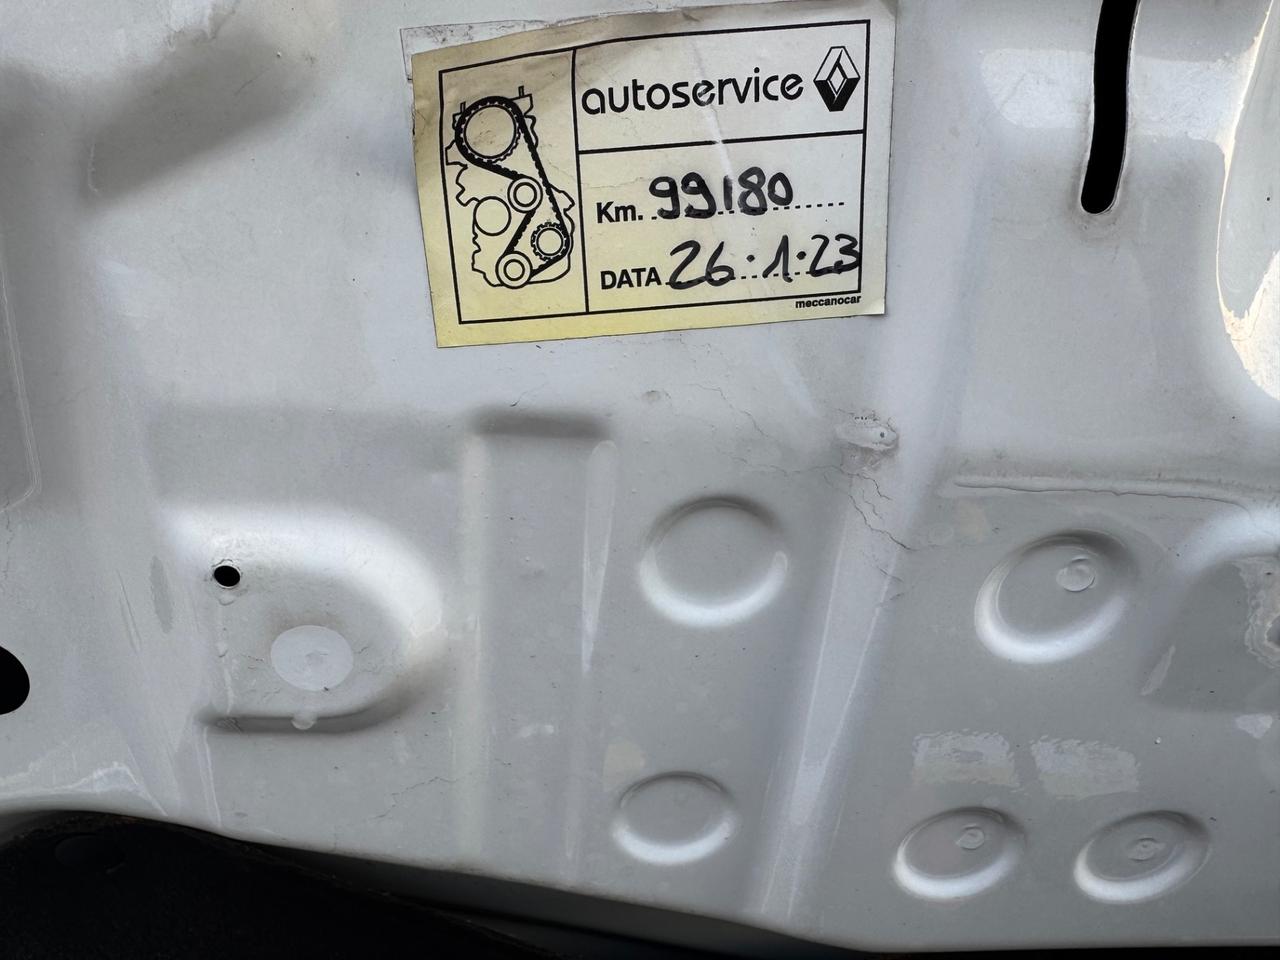 autoservice
Km. 99180
DATA 26.1.23
meccanocar